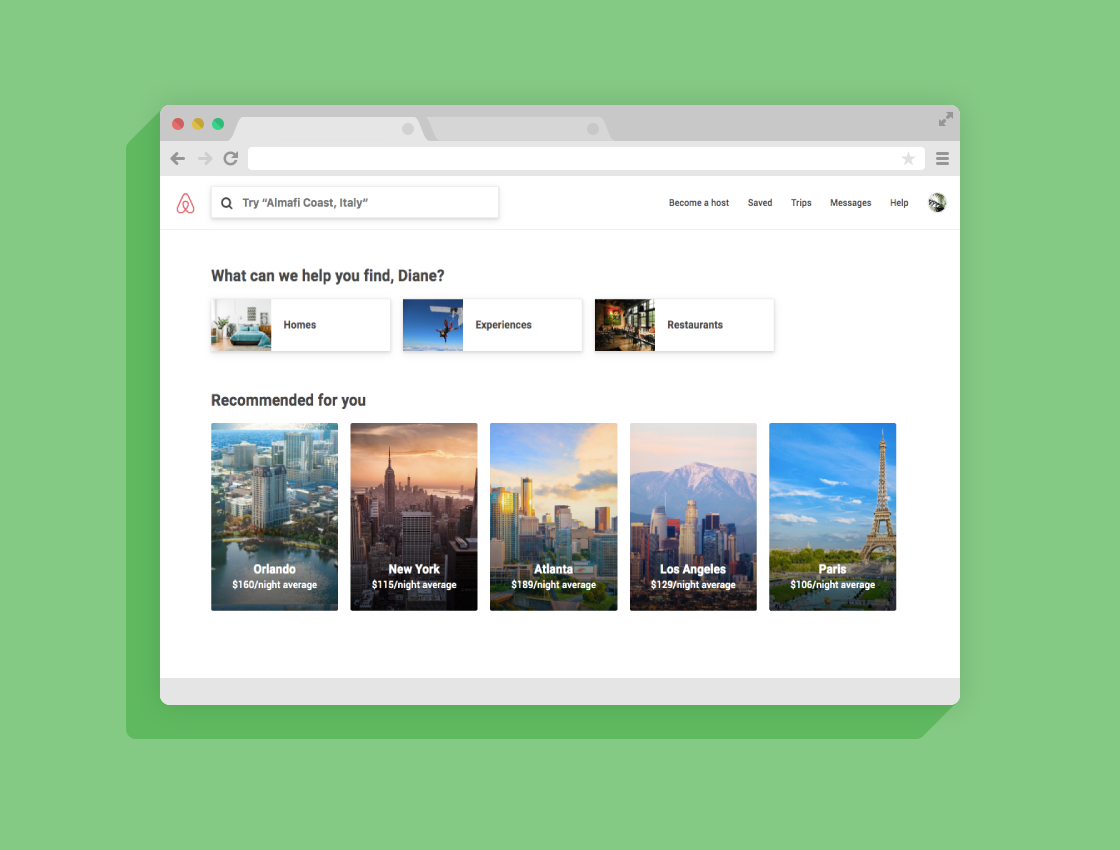 Try “Almafi Coast, Italy“
Become a host
Saved
Trips
Messages
Help
What can we help you find, Diane?
Homes
Experiences
Restaurants
Recommended for you
Orlando
$160/night average
New York
$115/night average
Atlanta
$189/night average
Los Angeles
$129/night average
Paris
$106/night average